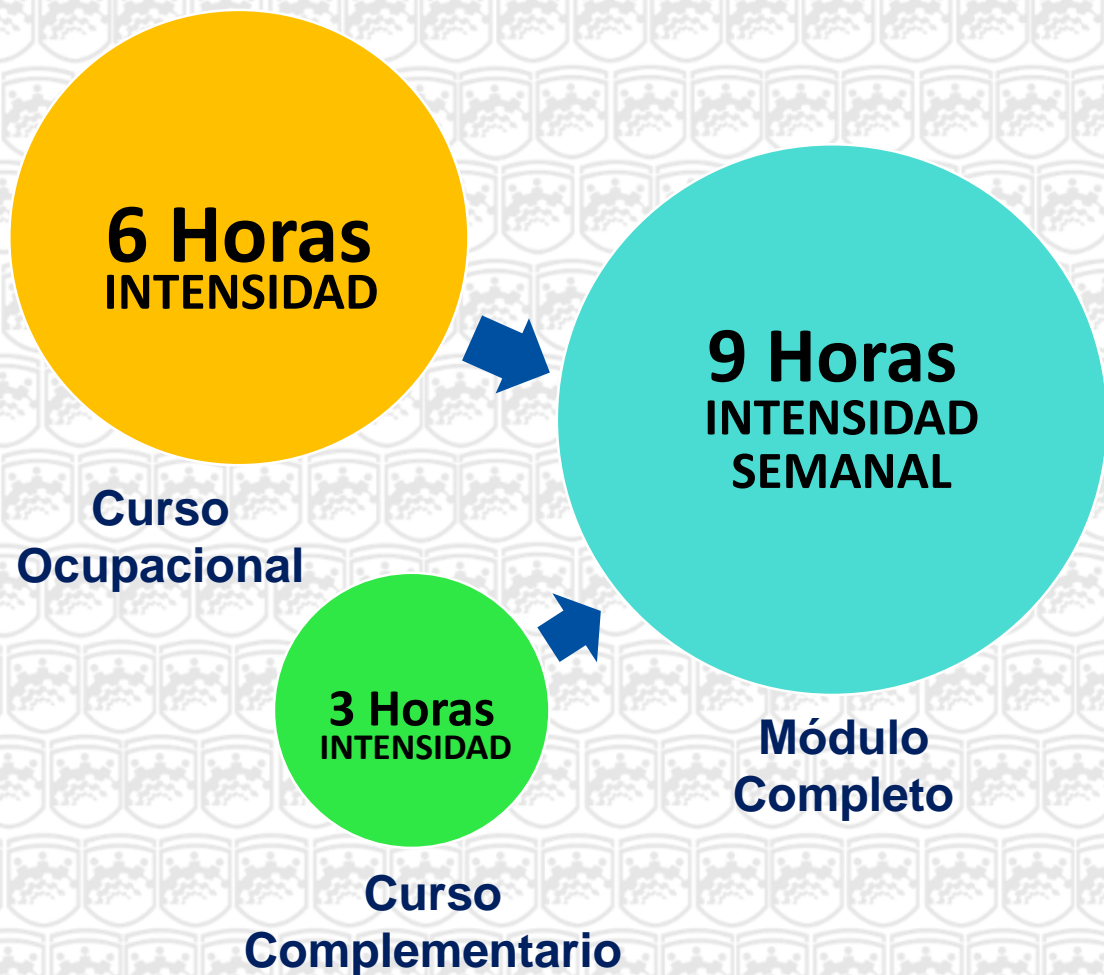 6 Horas
INTENSIDAD
Curso
Ocupacional
3 Horas
INTENSIDAD
Curso
Complementario
9 Horas
INTENSIDAD
SEMANAL
Módulo
Completo